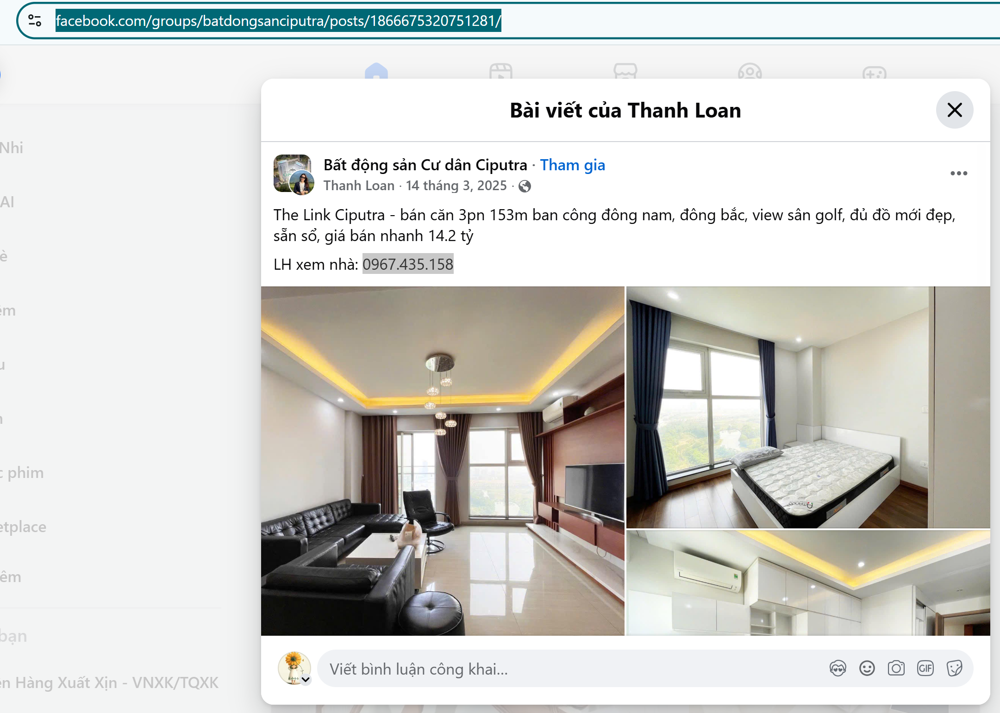 facebook.com/groups/batdongsanciputra/posts/1866675320751281/
Bài viết của Thanh Loan
Bất động sản Cư dân Ciputra · Tham gia
Thanh Loan · 14 tháng 3, 2025 ·
The Link Ciputra - bán căn 3pn 153m ban công đông nam, đông bắc, view sân golf, đủ đồ mới đẹp,
sẵn sổ, giá bán nhanh 14.2 tỷ
LH xem nhà: 0967.435.158
Nhi
AI
phim
etplace
bạn
Hàng Xuất Xịn - VNXK/TQXK
Amando
Viết bình luận công khai...
GIF